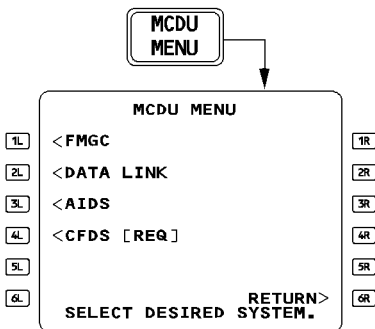 MCDU
MENU
MCDU MENU
1L <FMGC 1R
2L <DATA LINK 2R
3L <AIDS 3R
4L <CFDS [REQ] 4R
5L 5R
6L RETURN> 6R
SELECT DESIRED SYSTEM.